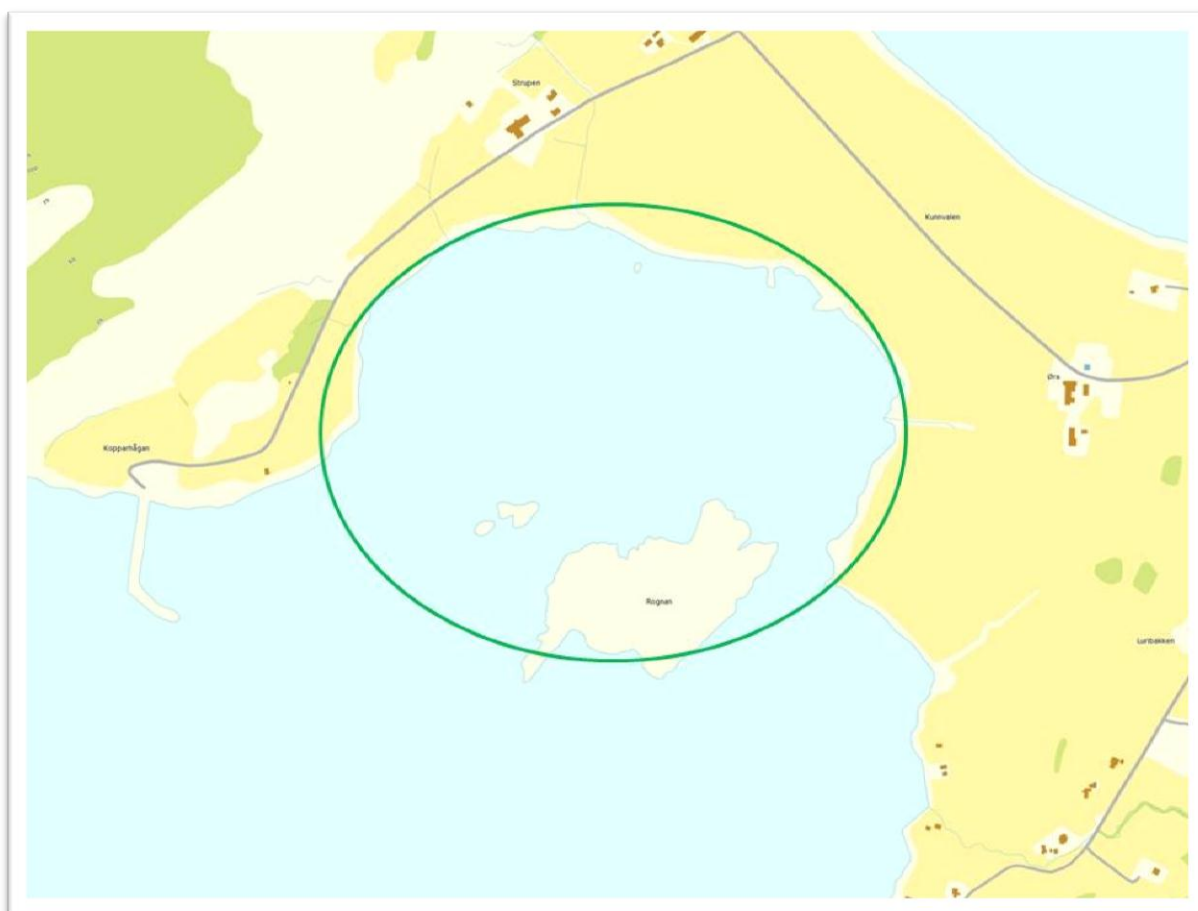 Strupen
Kunnvalen
Øra
Kopparhågan
Rognan
Lurbakken